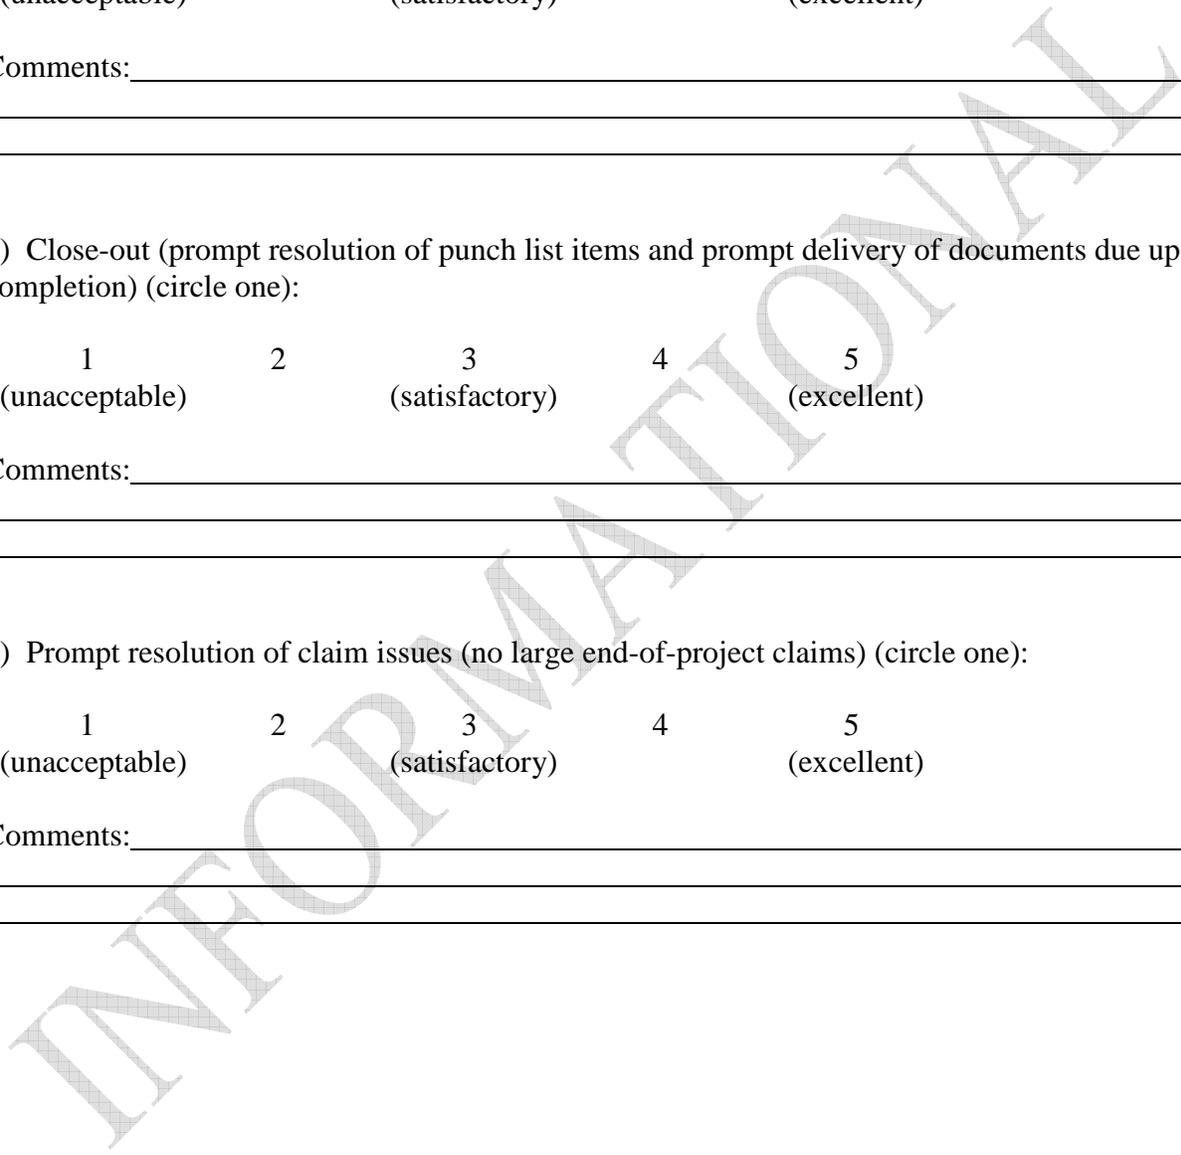 (unacceptable) (satisfactory) (excellent)
Comments:
) Close-out (prompt resolution of punch list items and prompt delivery of documents due up
ompletion) (circle one):
1 2 3 4 5
(unacceptable) (satisfactory) (excellent)
Comments:
) Prompt resolution of claim issues (no large end-of-project claims) (circle one):
1 2 3 4 5
(unacceptable) (satisfactory) (excellent)
Comments:
INFORMATIONAL